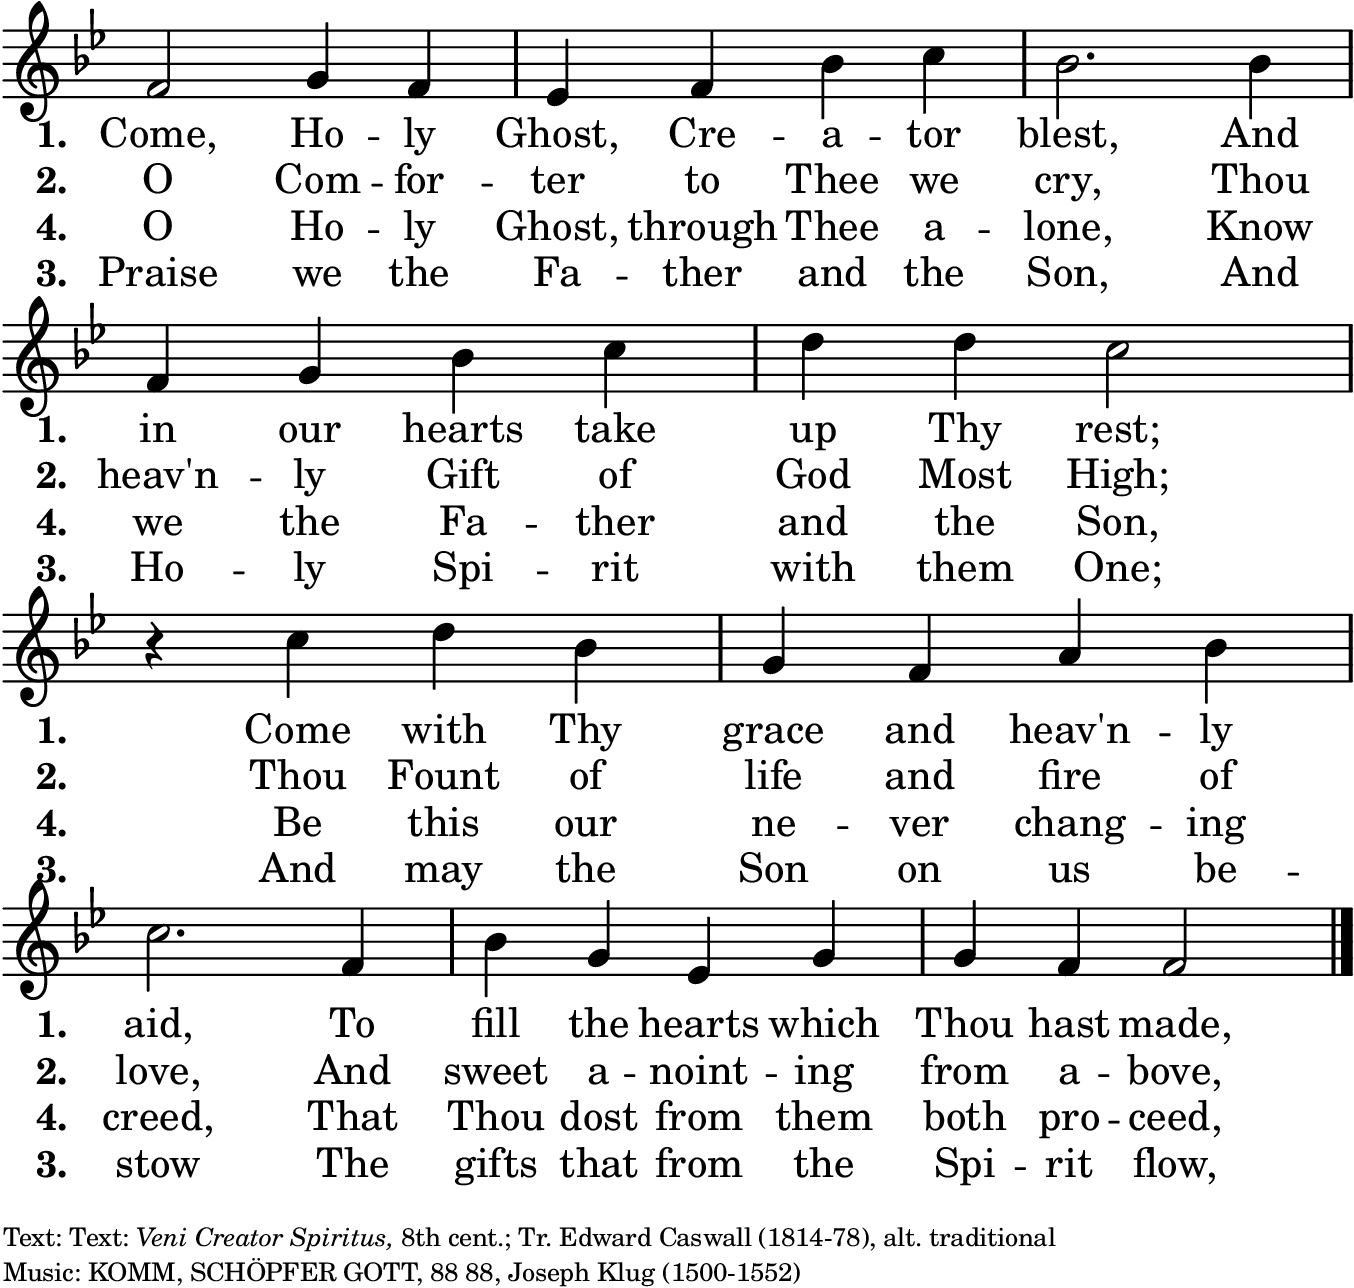 1. Come, Ho - ly Ghost, Cre - a - tor blest, And
2. O Com - for - ter to Thee we cry, Thou
4. O Ho - ly Ghost, through Thee a - lone, Know
3. Praise we the Fa - ther and the Son, And
1. in our hearts take up Thy rest;
2. heav'n - ly Gift of God Most High;
4. we the Fa - ther and the Son,
3. Ho - ly Spi - rit with them One;
1. Come with Thy grace and heav'n - ly
2. Thou Fount of life and fire of
4. Be this our ne - ver chang - ing
3. And may the Son on us be -
1. aid, To fill the hearts which Thou hast made,
2. love, And sweet a - noint - ing from a - bove,
4. creed, That Thou dost from them both pro - ceed,
3. stow The gifts that from the Spi - rit flow,
Text: Text: Veni Creator Spiritus, 8th cent.; Tr. Edward Caswall (1814-78), alt. traditional
Music: KOMM, SCHÖPFER GOTT, 88 88, Joseph Klug (1500-1552)